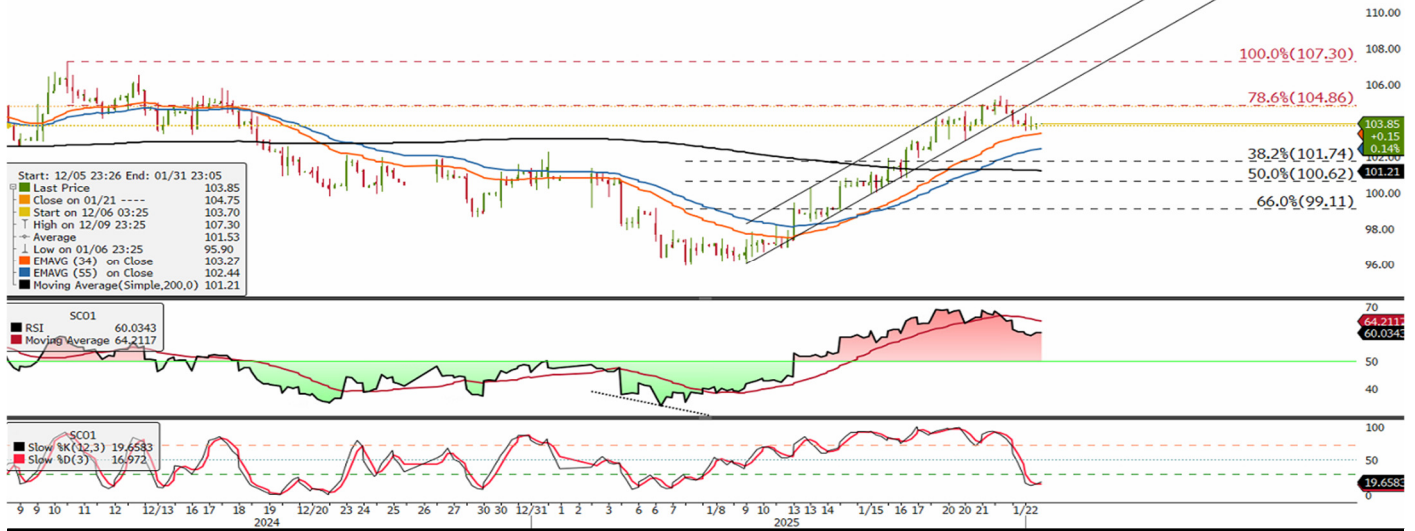 110.00
108.00
100.0%(107.30)
106.00
78.6%(104.86)
103.85
+0.15
0.14%
102.00
38.2%(101.74)
101.21
50.0%(100.62)
100.00
66.0%(99.11)
98.00
96.00
Start: 12/05 23:26 End: 01/31 23:05
Last Price 103.85
Close on 01/21 ---- 104.75
Start on 12/06 03:25 103.70
High on 12/09 23:25 107.30
Average 101.53
Low on 01/06 23:25 95.90
EMAVG (34) on Close 103.27
EMAVG (55) on Close 102.44
Moving Average(Simple,200,0) 101.21
SCO1
RSI 60.0343
Moving Average 64.2117
70
64.2117
60.0343
50
40
SCO1
Slow %K(12,3) 19.6583
Slow %D(3) 16.972
100
50
19.6583
0
9 9 10 11 12 12/13 16 17 18 19 12/20 23 24 25 26 27 30 30 12/31 1 2 3 6 6 7 1/8 9 10 13 13 14 1/15 16 17 20 20 21 1/22
2024 2025